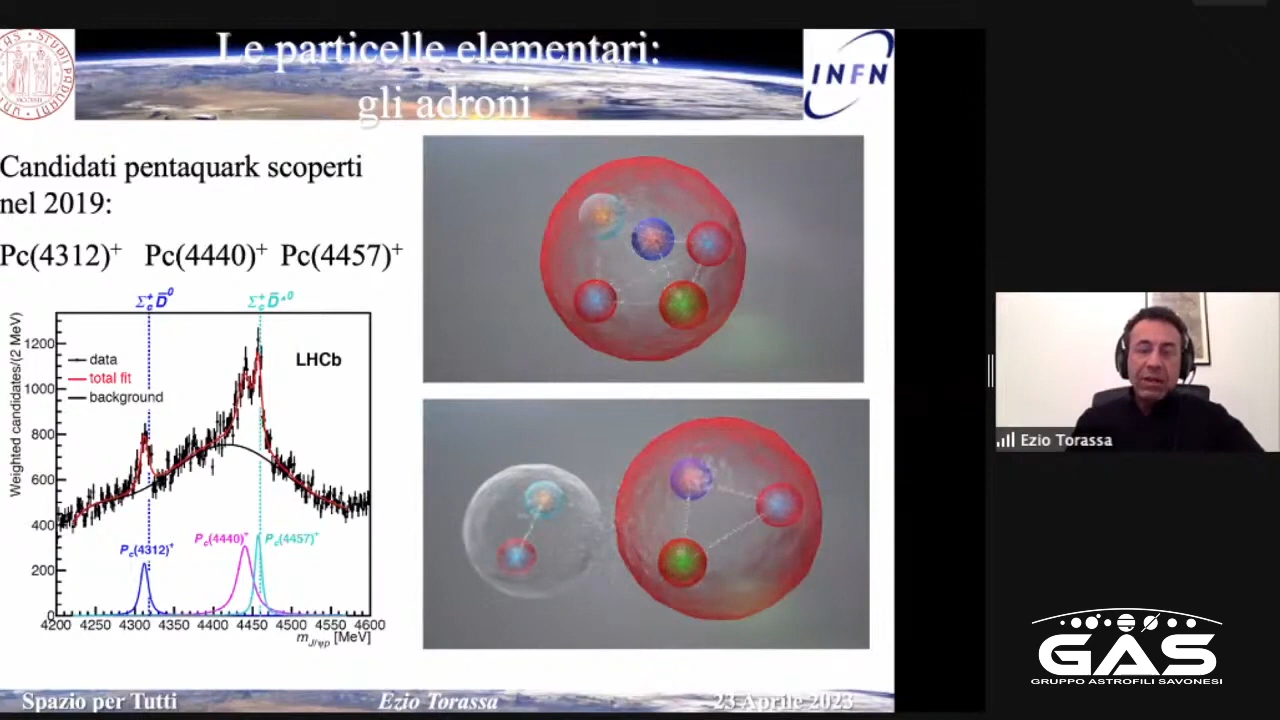 Le particelle elementari:
gli adroni
INFN
Candidati pentaquark scoperti
nel 2019:
Pc(4312)⁺ Pc(4440)⁺ Pc(4457)⁺
Σc⁺ D̄⁰ Σc⁺ D̄*⁰
Weighted candidates/(2 MeV)
1200
1000
800
600
400
200
0
data
total fit
background
LHCb
Pc(4312)⁺
Pc(4440)⁺
Pc(4457)⁺
4200 4250 4300 4350 4400 4450 4500 4550 4600
mJ/ψp [MeV]
Spazio per Tutti Ezio Torassa 23 Aprile 2023
Ezio Torassa
GAS
GRUPPO ASTROFILI SAVONESI